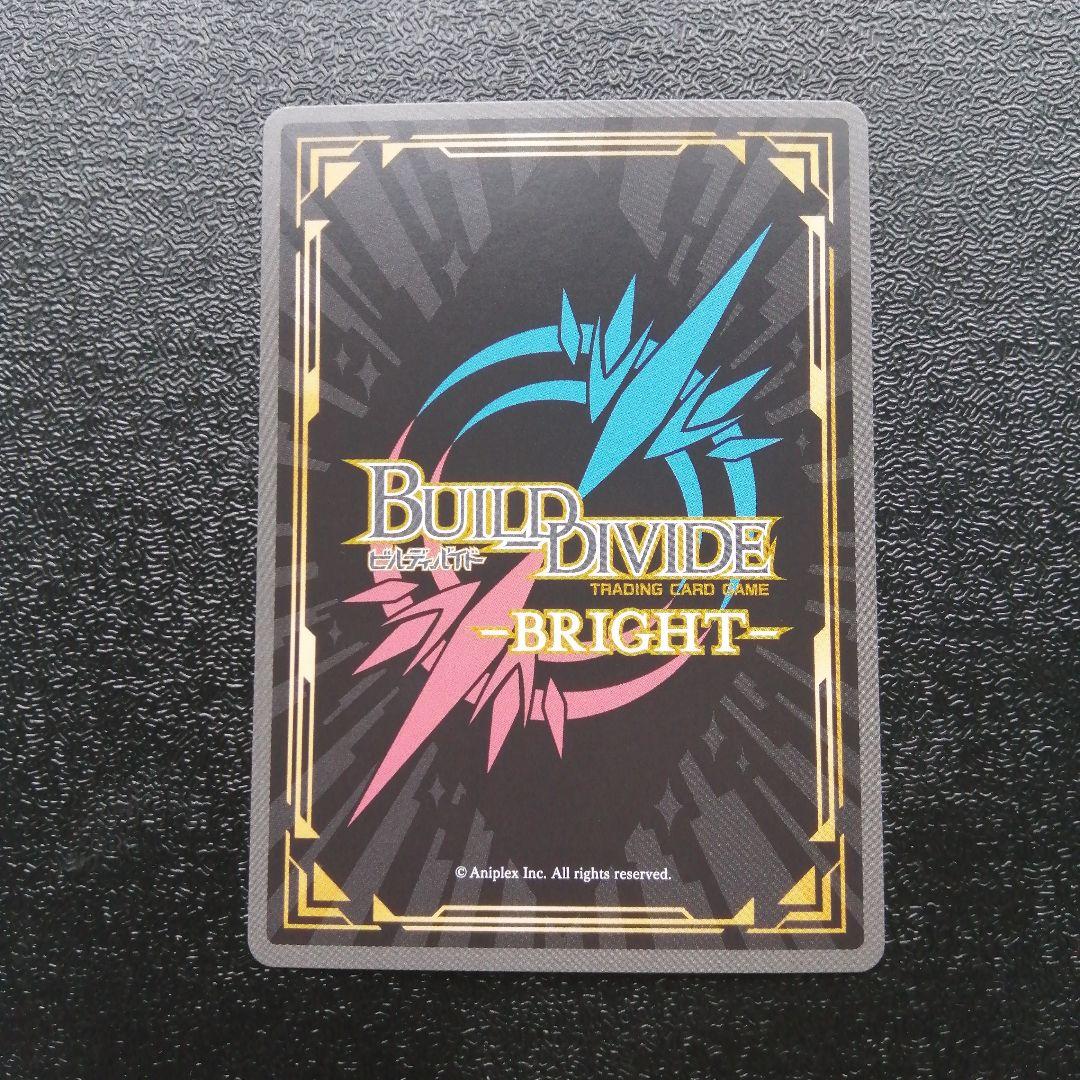 BUILD DIVIDE
ビルディバイド
TRADING CARD GAME
-BRIGHT-
© Aniplex Inc. All rights reserved.